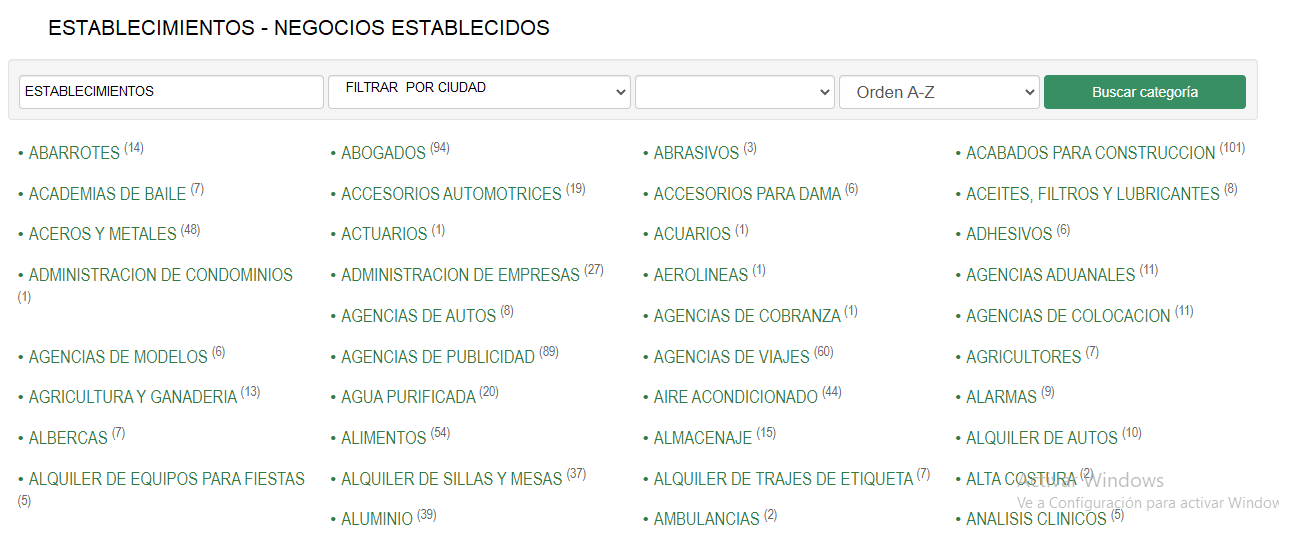 ESTABLECIMIENTOS - NEGOCIOS ESTABLECIDOS
ESTABLECIMIENTOS FILTRAR POR CIUDAD Orden A-Z Buscar categoría
• ABARROTES (14) • ABOGADOS (94) • ABRASIVOS (3) • ACABADOS PARA CONSTRUCCION (101)
• ACADEMIAS DE BAILE (7) • ACCESORIOS AUTOMOTRICES (19) • ACCESORIOS PARA DAMA (6) • ACEITES, FILTROS Y LUBRICANTES (8)
• ACEROS Y METALES (48) • ACTUARIOS (1) • ACUARIOS (1) • ADHESIVOS (6)
• ADMINISTRACION DE CONDOMINIOS • ADMINISTRACION DE EMPRESAS (27) • AEROLINEAS (1) • AGENCIAS ADUANALES (11)
(1)
• AGENCIAS DE AUTOS (8) • AGENCIAS DE COBRANZA (1) • AGENCIAS DE COLOCACION (11)
• AGENCIAS DE MODELOS (6) • AGENCIAS DE PUBLICIDAD (89) • AGENCIAS DE VIAJES (60) • AGRICULTORES (7)
• AGRICULTURA Y GANADERIA (13) • AGUA PURIFICADA (20) • AIRE ACONDICIONADO (44) • ALARMAS (9)
• ALBERCAS (7) • ALIMENTOS (54) • ALMACENAJE (15) • ALQUILER DE AUTOS (10)
• ALQUILER DE EQUIPOS PARA FIESTAS • ALQUILER DE SILLAS Y MESAS (37) • ALQUILER DE TRAJES DE ETIQUETA (7) • ALTA COSTURA (2)
Activar Windows
(5)
Ve a Configuración para activar Window
• ALUMINIO (39) • AMBULANCIAS (2) • ANALISIS CLINICOS (5)